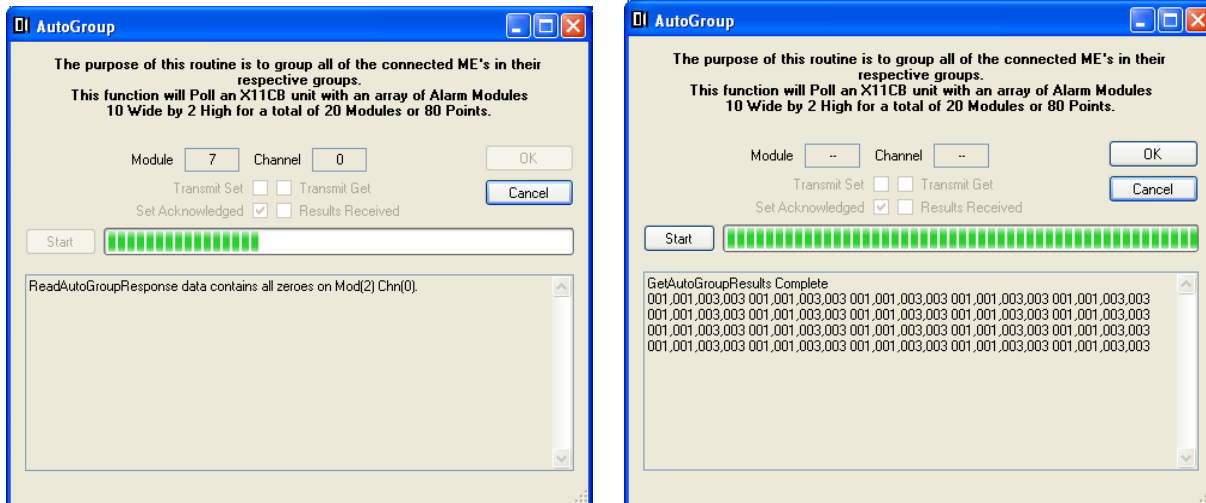 AutoGroup
The purpose of this routine is to group all of the connected ME's in their
respective groups.
This function will Poll an X11CB unit with an array of Alarm Modules
10 Wide by 2 High for a total of 20 Modules or 80 Points.
Module 7 Channel 0 OK
Transmit Set Transmit Get Cancel
Set Acknowledged Results Received
Start
ReadAutoGroupResponse data contains all zeroes on Mod(2) Chn(0).
AutoGroup
The purpose of this routine is to group all of the connected ME's in their
respective groups.
This function will Poll an X11CB unit with an array of Alarm Modules
10 Wide by 2 High for a total of 20 Modules or 80 Points.
Module -- Channel -- OK
Transmit Set Transmit Get Cancel
Set Acknowledged Results Received
Start
GetAutoGroupResults Complete
001,001,003,003 001,001,003,003 001,001,003,003 001,001,003,003 001,001,003,003
001,001,003,003 001,001,003,003 001,001,003,003 001,001,003,003 001,001,003,003
001,001,003,003 001,001,003,003 001,001,003,003 001,001,003,003 001,001,003,003
001,001,003,003 001,001,003,003 001,001,003,003 001,001,003,003 001,001,003,003